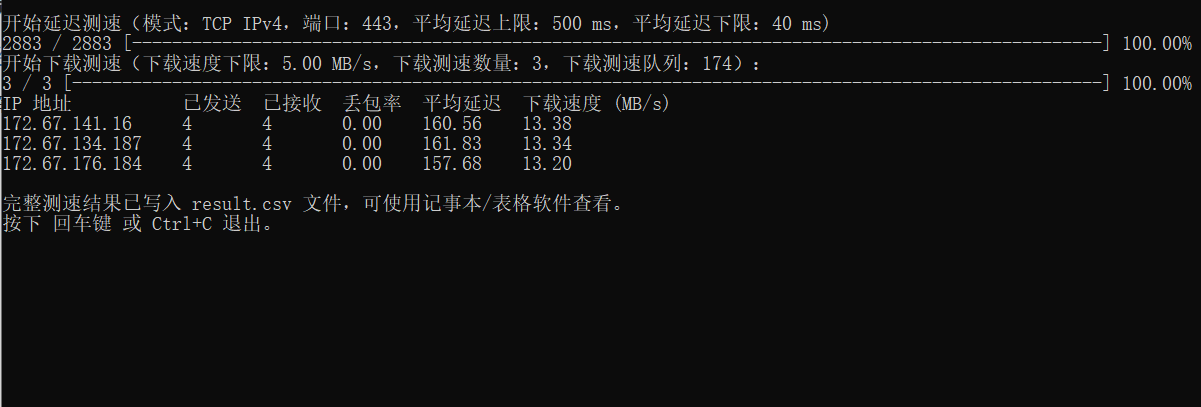 开始延迟测速（模式：TCP IPv4，端口：443，平均延迟上限：500 ms，平均延迟下限：40 ms)
2883 / 2883 [-----------------------------------------------------------------------------------------------] 100.00%
开始下载测速（下载速度下限：5.00 MB/s，下载测速数量：3，下载测速队列：174）：
3 / 3 [-----------------------------------------------------------------------------------------------------] 100.00%
IP 地址 已发送 已接收 丢包率 平均延迟 下载速度 (MB/s)
172.67.141.16 4 4 0.00 160.56 13.38
172.67.134.187 4 4 0.00 161.83 13.34
172.67.176.184 4 4 0.00 157.68 13.20
完整测速结果已写入 result.csv 文件，可使用记事本/表格软件查看。
按下 回车键 或 Ctrl+C 退出。